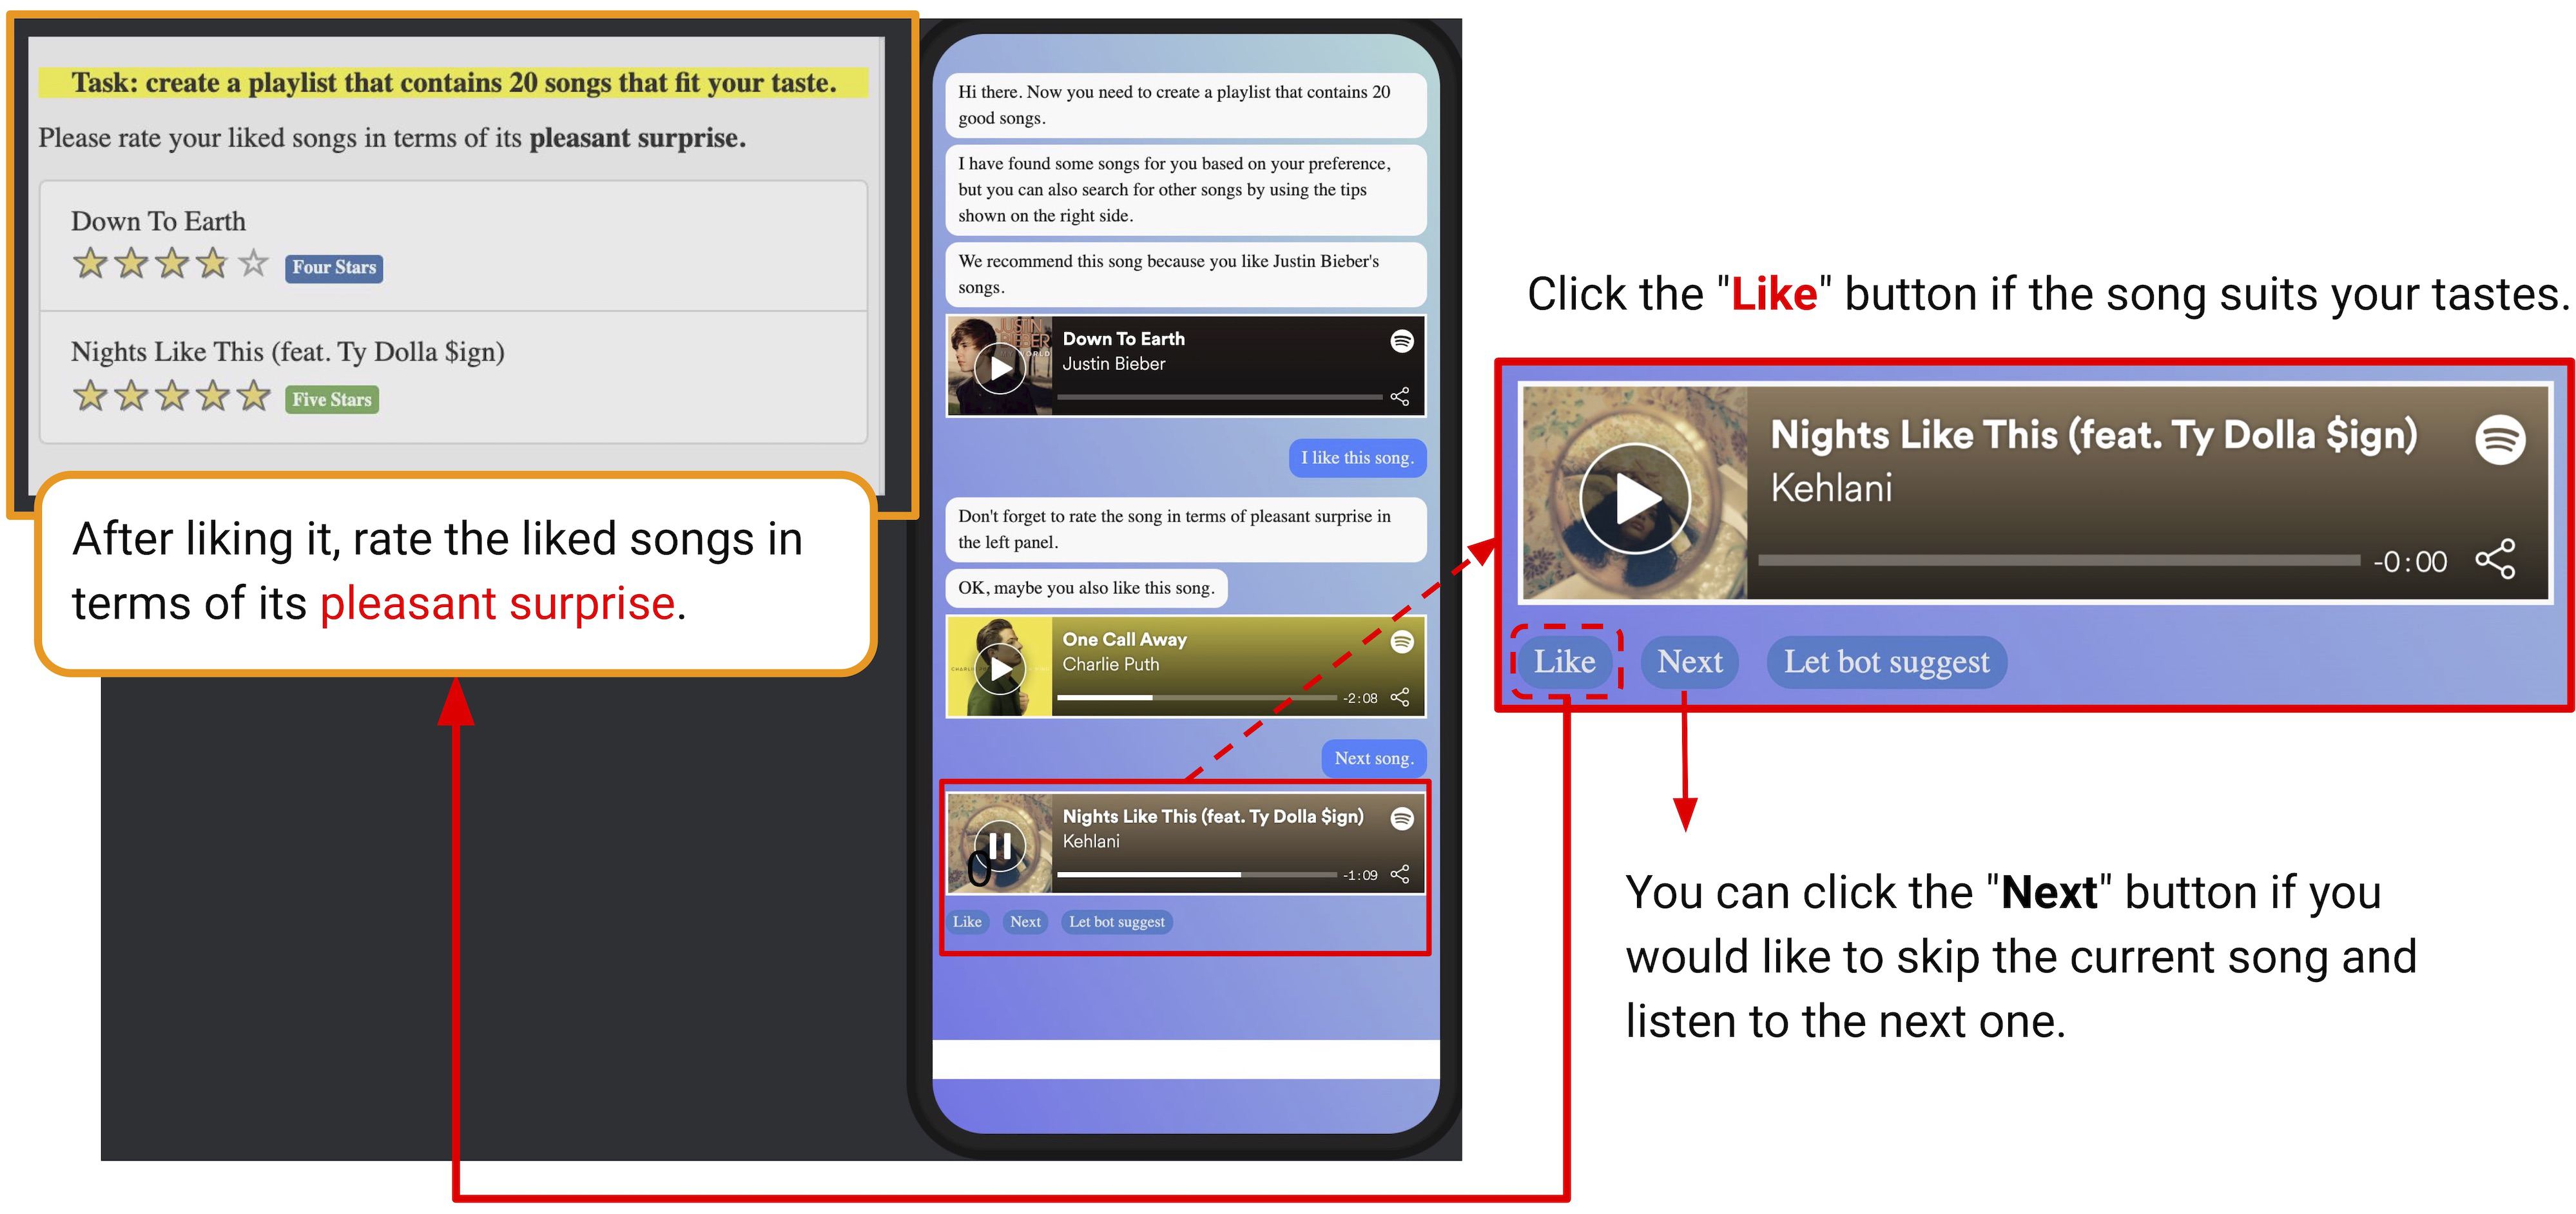 Task: create a playlist that contains 20 songs that fit your taste.
Please rate your liked songs in terms of its pleasant surprise.
Down To Earth
Four Stars
Nights Like This (feat. Ty Dolla $ign)
Five Stars
After liking it, rate the liked songs in
terms of its pleasant surprise.
Hi there. Now you need to create a playlist that contains 20
good songs.
I have found some songs for you based on your preference,
but you can also search for other songs by using the tips
shown on the right side.
We recommend this song because you like Justin Bieber's
songs.
JUSTIN
BIEBER
MY WORLD
Down To Earth
Justin Bieber
I like this song.
Don't forget to rate the song in terms of pleasant surprise in
the left panel.
OK, maybe you also like this song.
One Call Away
Charlie Puth
-2:08
Next song.
Nights Like This (feat. Ty Dolla $ign)
Kehlani
0
-1:09
Like
Next
Let bot suggest
Click the "Like" button if the song suits your tastes.
Nights Like This (feat. Ty Dolla $ign)
Kehlani
-0:00
Like
Next
Let bot suggest
You can click the "Next" button if you
would like to skip the current song and
listen to the next one.